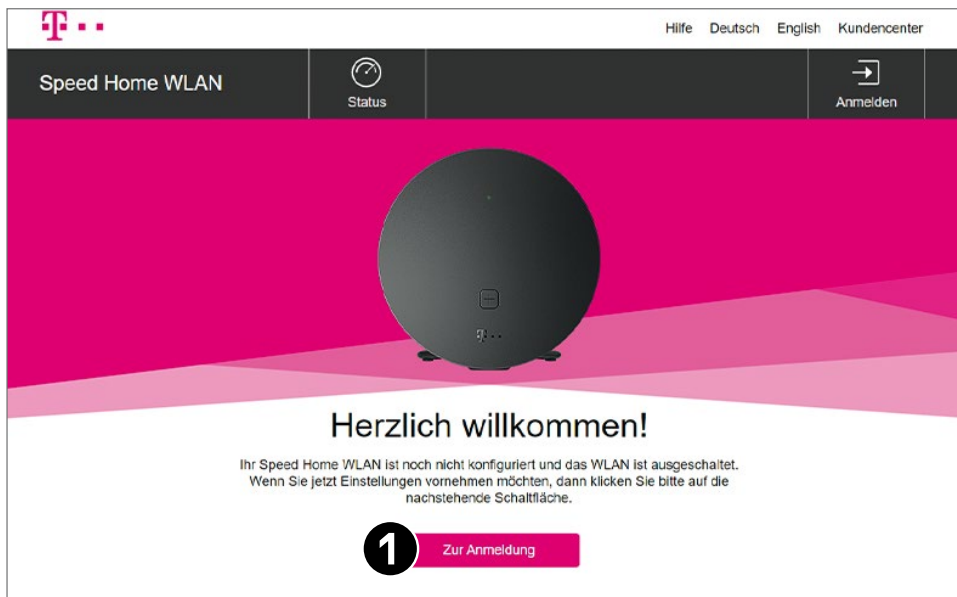 T
Hilfe Deutsch English Kundencenter
Speed Home WLAN
Status
Anmelden
T
Herzlich willkommen!
Ihr Speed Home WLAN ist noch nicht konfiguriert und das WLAN ist ausgeschaltet.
Wenn Sie jetzt Einstellungen vornehmen möchten, dann klicken Sie bitte auf die
nachstehende Schaltfläche.
1 Zur Anmeldung